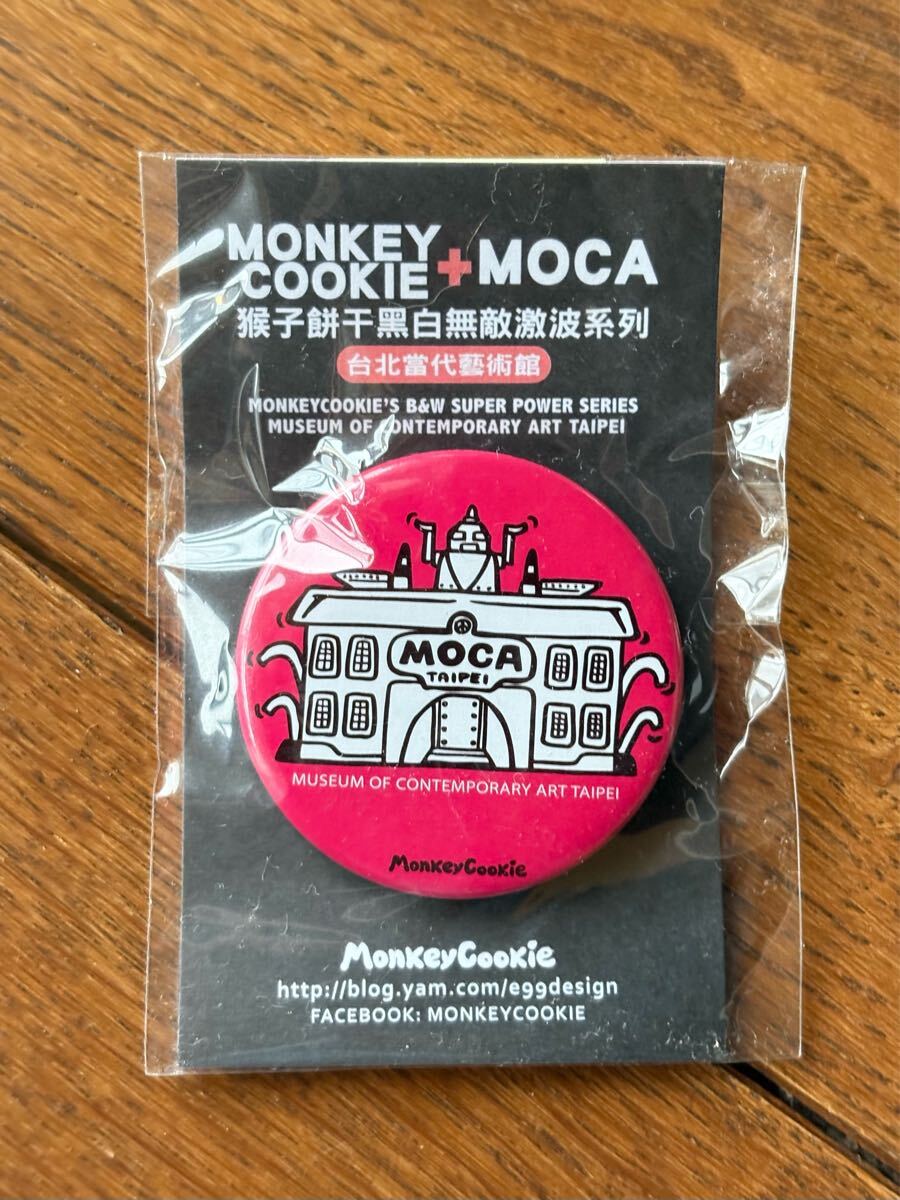 MONKEY
COOKIE + MOCA
猴子餅干黑白無敵激波系列
台北當代藝術館
MONKEYCOOKIE'S B&W SUPER POWER SERIES
MUSEUM OF CONTEMPORARY ART TAIPEI
MOCA
TAIPEI
MUSEUM OF CONTEMPORARY ART TAIPEI
MonkeyCookie
MonkeyCookie
http://blog.yam.com/e99design
FACEBOOK: MONKEYCOOKIE